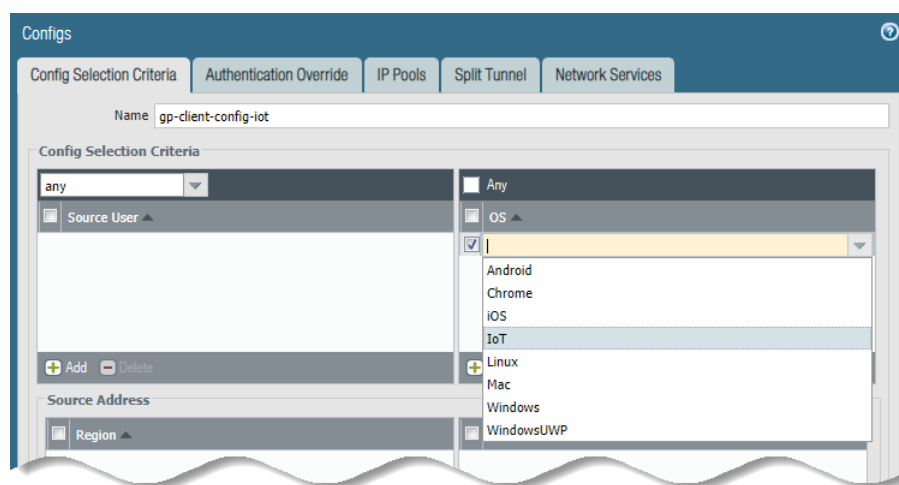 Configs
Config Selection Criteria Authentication Override IP Pools Split Tunnel Network Services
Name gp-client-config-iot
Config Selection Criteria
any Any
Source User OS
Android
Chrome
iOS
IoT
Linux
Mac
Windows
WindowsUWP
Add Delete
Source Address
Region